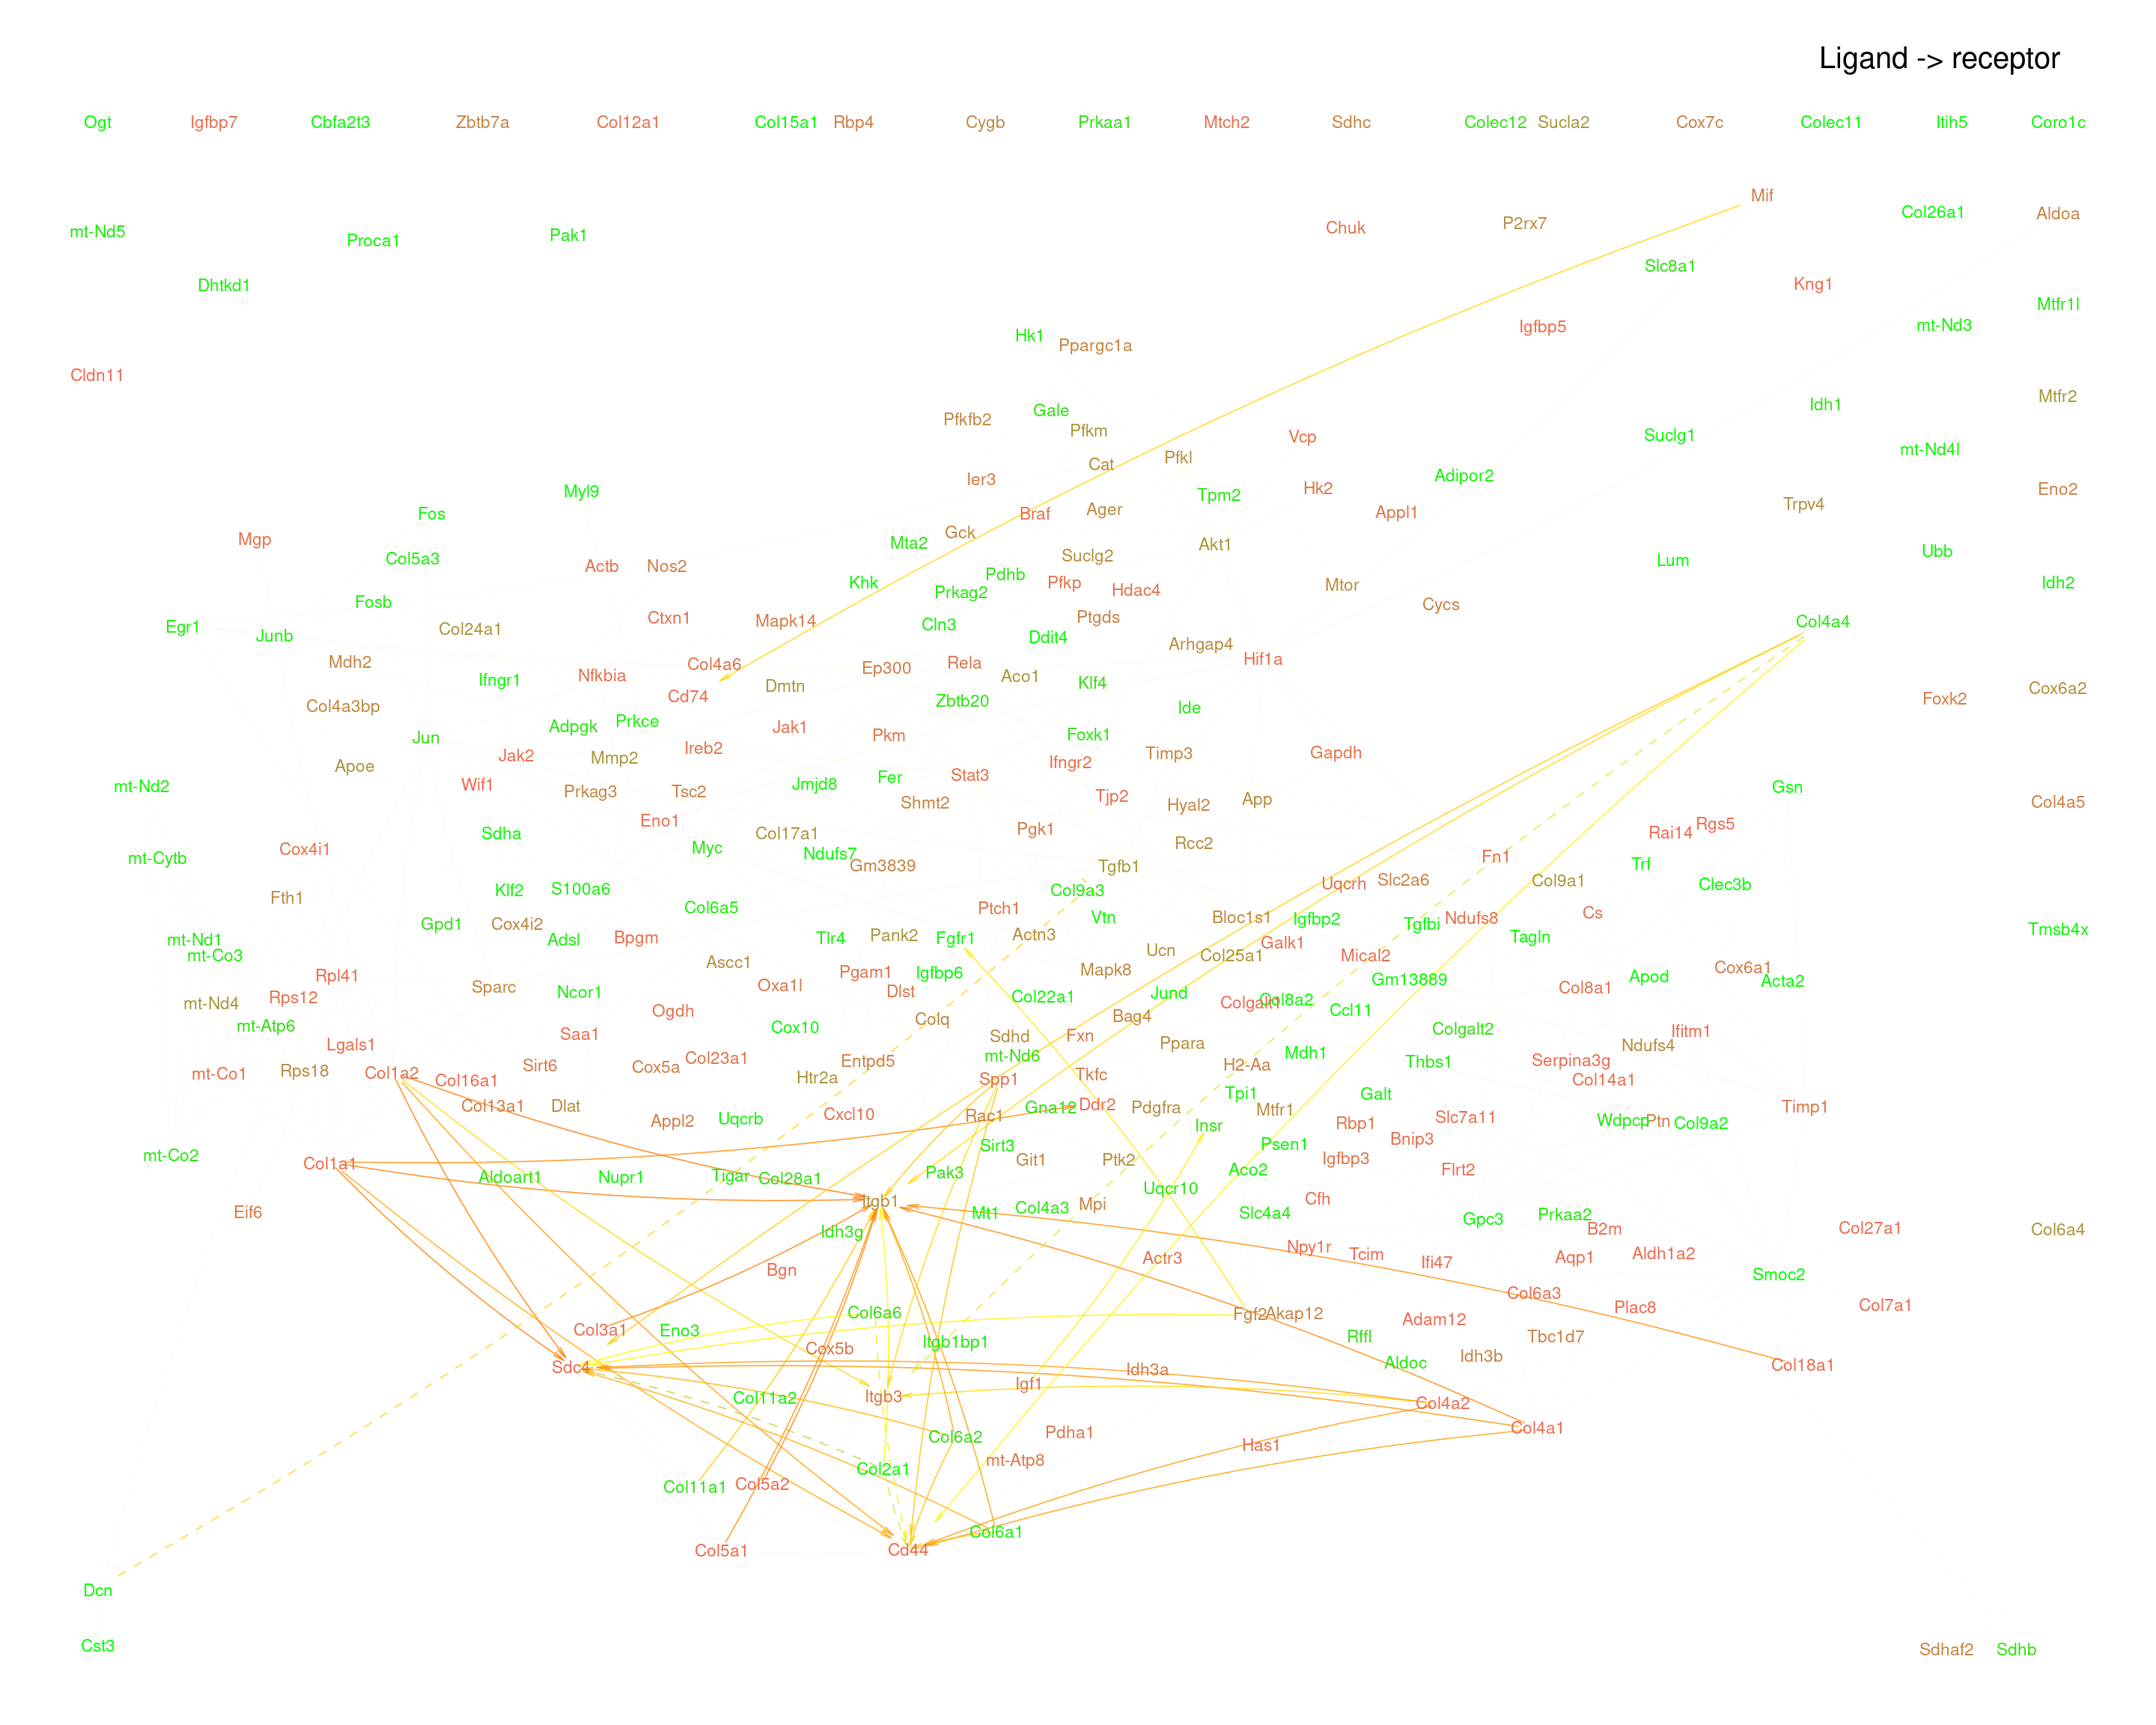 Ligand -> receptor
Ogt Igfbp7 Cbfa2t3 Zbtb7a Col12a1 Col15a1 Rbp4 Cygb Prkaa1 Mtch2 Sdhc Colec12 Sucla2 Cox7c Colec11 Itih5 Coro1c
Mif
Col26a1 Aldoa
P2rx7
Chuk
mt-Nd5 Proca1 Pak1
Slc8a1
Dhtkd1 Kng1
Mtfr1l
Igfbp5 mt-Nd3
Hk1
Ppargc1a
Cldn11
Mtfr2
Gale Idh1
Pfkfb2
Pfkm Vcp Suclg1
mt-Nd4l
Cat Pfkl
Ier3 Adipor2
Myl9 Tpm2 Hk2 Eno2
Fos Braf Ager Appl1 Trpv4
Mgp Gck
Mta2 Akt1
Col5a3 Actb Nos2 Suclg2 Lum Ubb
Khk Prkag2 Pdhb Pfkp Hdac4 Mtor Idh2
Fosb Cycs
Ctxn1 Mapk14 Ptgds Col4a4
Egr1 Junb Col24a1 Cln3 Ddit4
Arhgap4
Mdh2 Col4a6 Ep300 Rela Hif1a
Ifngr1 Nfkbia Dmtn Aco1 Klf4 Cox6a2
Col4a3bp Cd74 Zbtb20 Ide Foxk2
Adpgk Prkce Jak1
Jun Pkm Foxk1
Jak2 Mmp2 Ireb2 Timp3 Gapdh
Apoe Stat3 Ifngr2
mt-Nd2 Wif1 Prkag3 Tsc2 Jmjd8 Fer Tjp2 Gsn
Shmt2 Hyal2 App Col4a5
Sdha Eno1 Col17a1 Pgk1 Rai14 Rgs5
Cox4i1 Myc Ndufs7 Rcc2
mt-Cytb Gm3839 Tgfb1 Fn1 Trf
Fth1 Klf2 S100a6 Col9a3 Uqcrh Slc2a6 Col9a1 Clec3b
Col6a5 Ptch1 Vtn Bloc1s1 Igfbp2 Tgfbi Ndufs8 Cs
Gpd1 Cox4i2 Tmsb4x
mt-Nd1 Adsl Bpgm Tlr4 Pank2 Fgfr1 Actn3 Galk1 Tagln
mt-Co3 Ascc1 Ucn Col25a1 Mical2
Rpl41 Pgam1 Igfbp6 Mapk8 Gm13889 Apod Cox6a1 Acta2
mt-Nd4 Rps12 Sparc Ncor1 Oxa1l Dlst Col22a1 Jund Colgalt1 Col8a2 Col8a1
mt-Atp6 Ogdh Cox10 Colq Bag4 Ccl11 Colgalt2 Ifitm1
Lgals1 Saa1 Sdhd Fxn Ppara Ndufs4
mt-Co1 Rps18 Col1a2 Col16a1 Sirt6 Cox5a Col23a1 Entpd5 mt-Nd6 H2-Aa Mdh1 Thbs1 Serpina3g
Htr2a Spp1 Tkfc Col14a1
Col13a1 Dlat Appl2 Uqcrb Cxcl10 Rac1 Gna12 Ddr2 Pdgfra Tpi1 Mtfr1 Galt Timp1
Insr Rbp1 Slc7a11 Wdpcp Ptn Col9a2
mt-Co2 Col1a1 Sirt3 Git1 Ptk2 Psen1 Igfbp3 Bnip3
Aldoart1 Nupr1 Tigar Col28a1 Pak3 Uqcr10 Aco2 Flrt2
Eif6 Itgb1 Mt1 Col4a3 Mpi Slc4a4 Cfh Gpc3 Prkaa2
Idh3g B2m Col27a1 Col6a4
Bgn Actr3 Npy1r Tcim Ifi47 Aqp1 Aldh1a2 Smoc2
Col6a3 Plac8 Col7a1
Col3a1 Eno3 Col6a6 Itgb1bp1 Fgf2 Akap12 Rffl Adam12 Tbc1d7
Sdc4 Cox5b Idh3a Aldoc Idh3b Col18a1
Col11a2 Itgb3 Igf1 Col4a2
Col6a2 Pdha1 Has1 Col4a1
Col11a1 Col5a2 Col2a1 mt-Atp8
Col5a1 Cd44 Col6a1
Dcn
Cst3 Sdhaf2 Sdhb